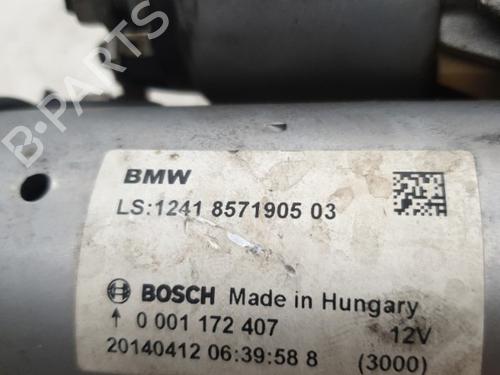 B-PARTS
BMW
LS:1241 8571905 03
BOSCH Made in Hungary
↑ 0 001 172 407 12V
20140412 06:39:58 8 (3000)